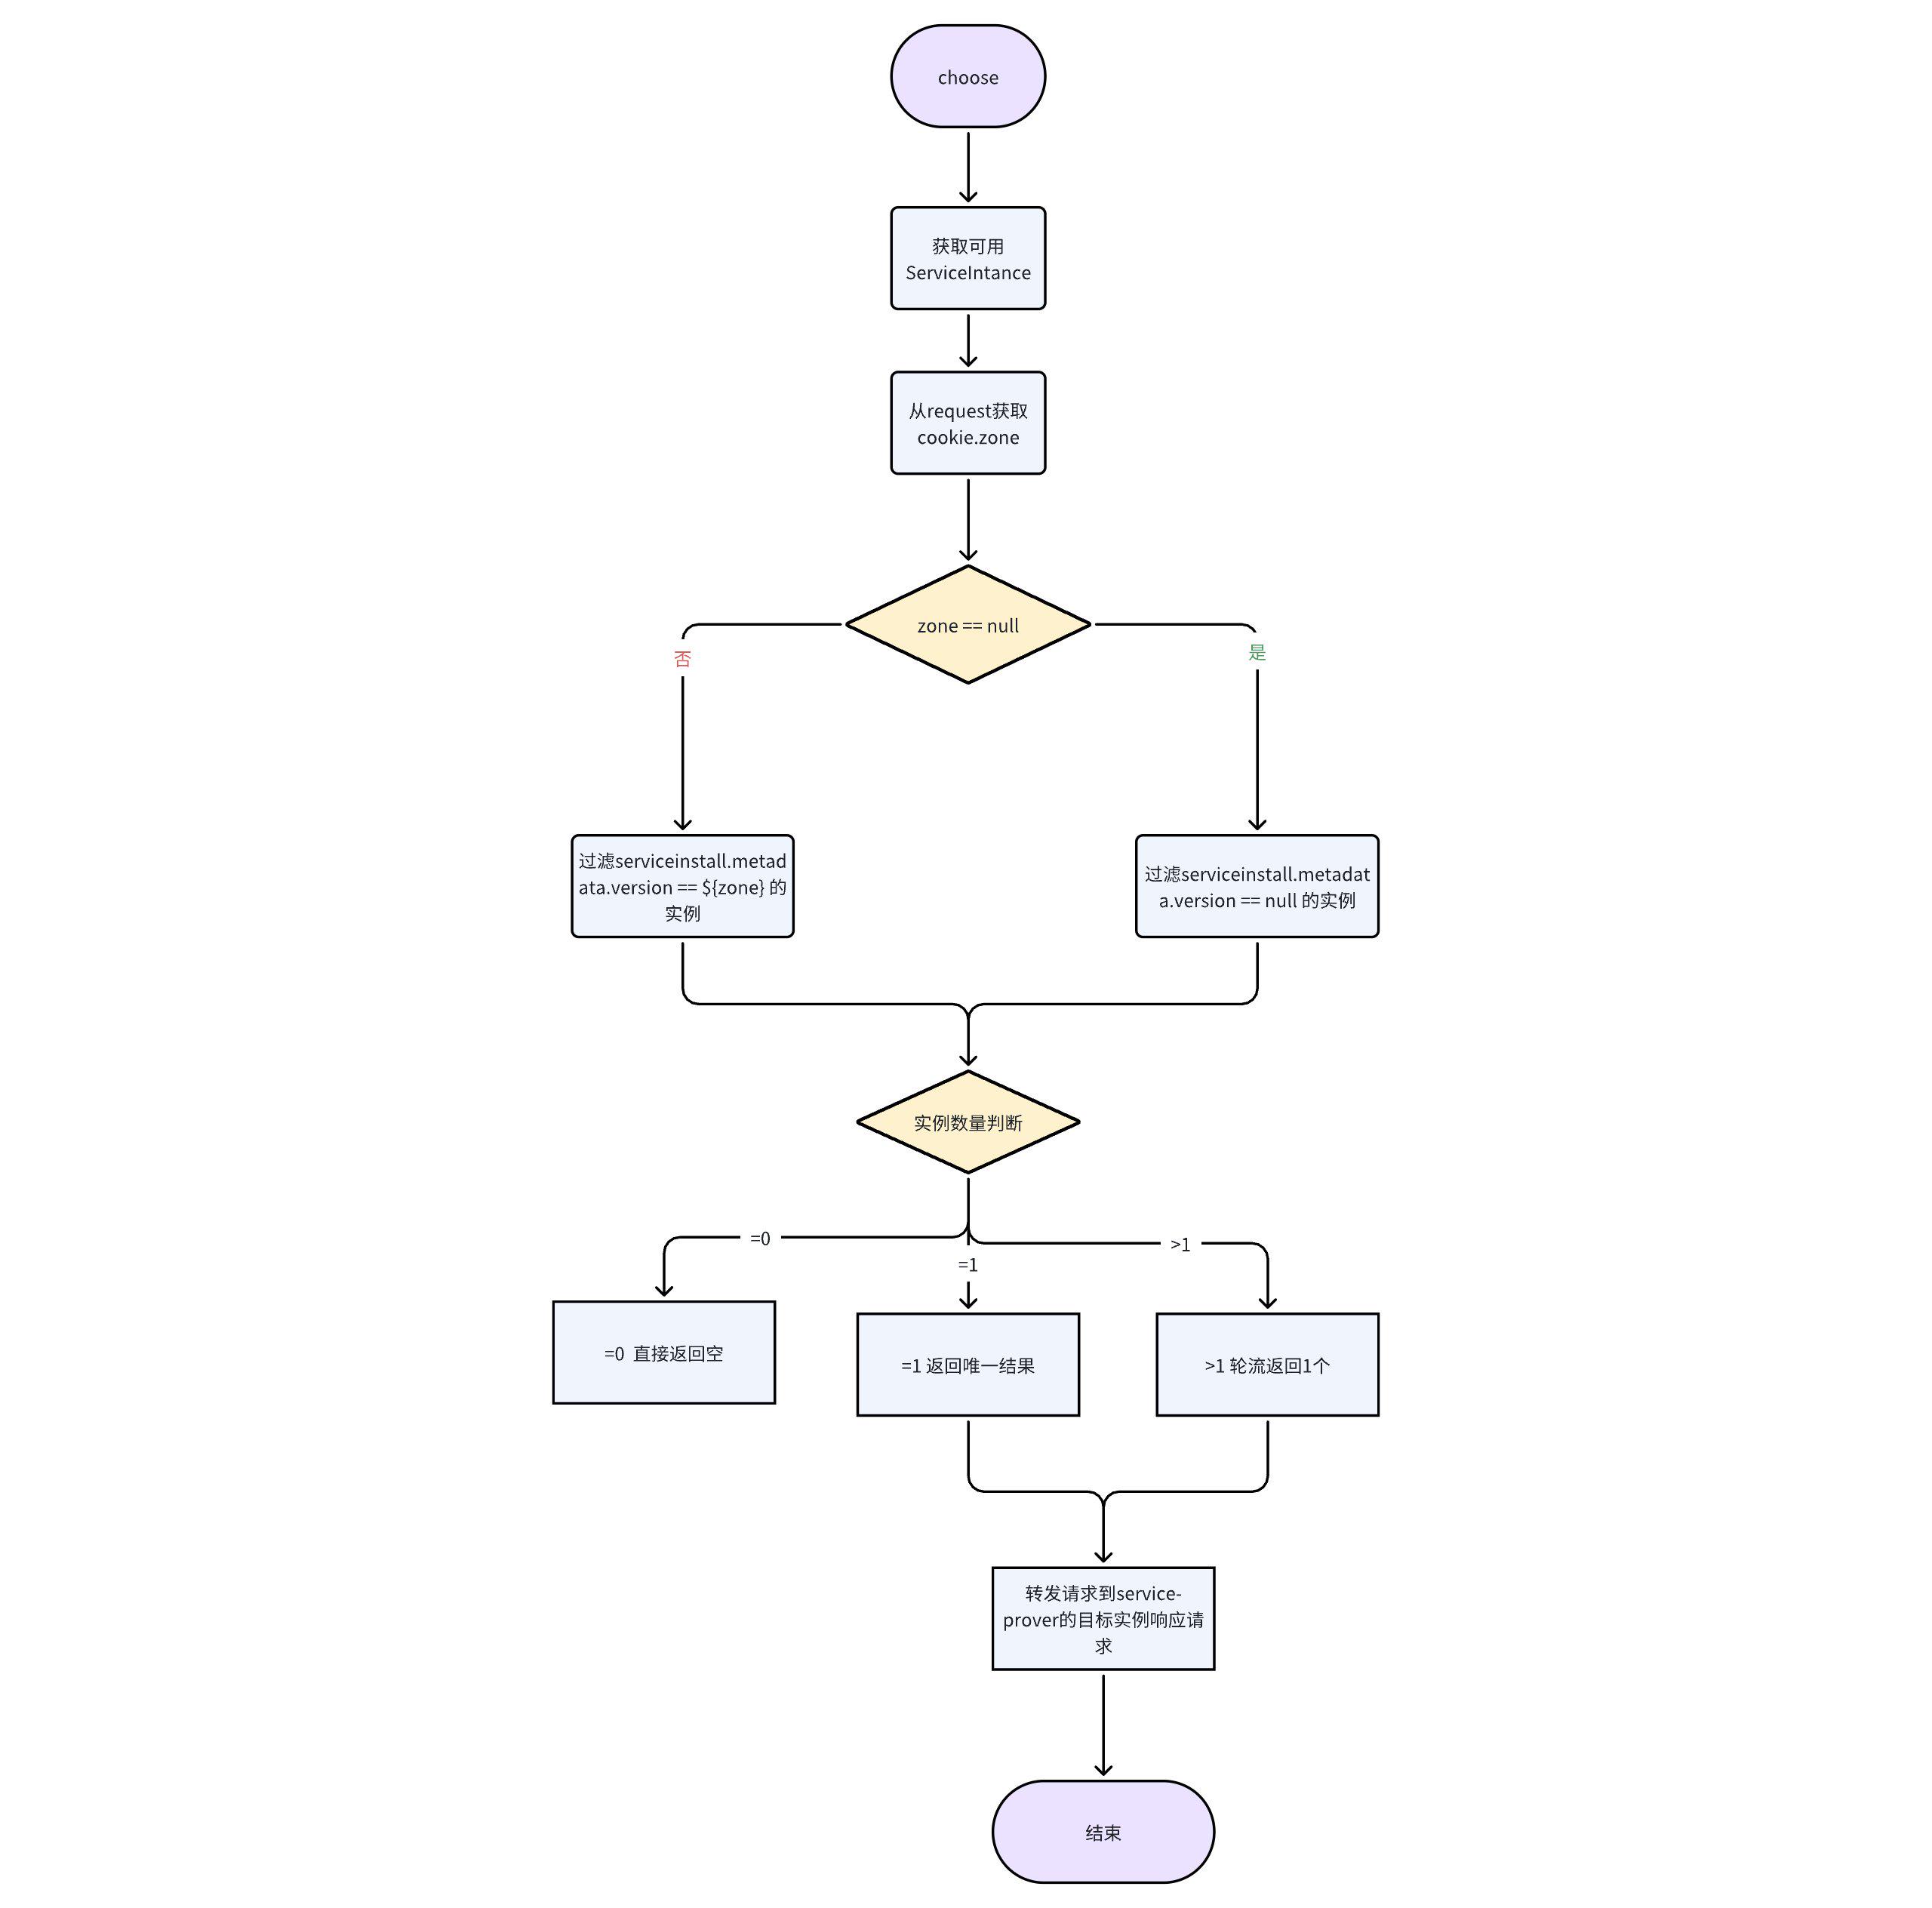 choose
获取可用
ServiceIntance
从request获取
cookie.zone
zone == null
否
是
过滤serviceinstall.metad
ata.version == ${zone} 的
实例
过滤serviceinstall.metadat
a.version == null 的实例
实例数量判断
=0
=1
>1
=0  直接返回空
=1 返回唯一结果
>1 轮流返回1个
转发请求到service-
prover的目标实例响应请
求
结束